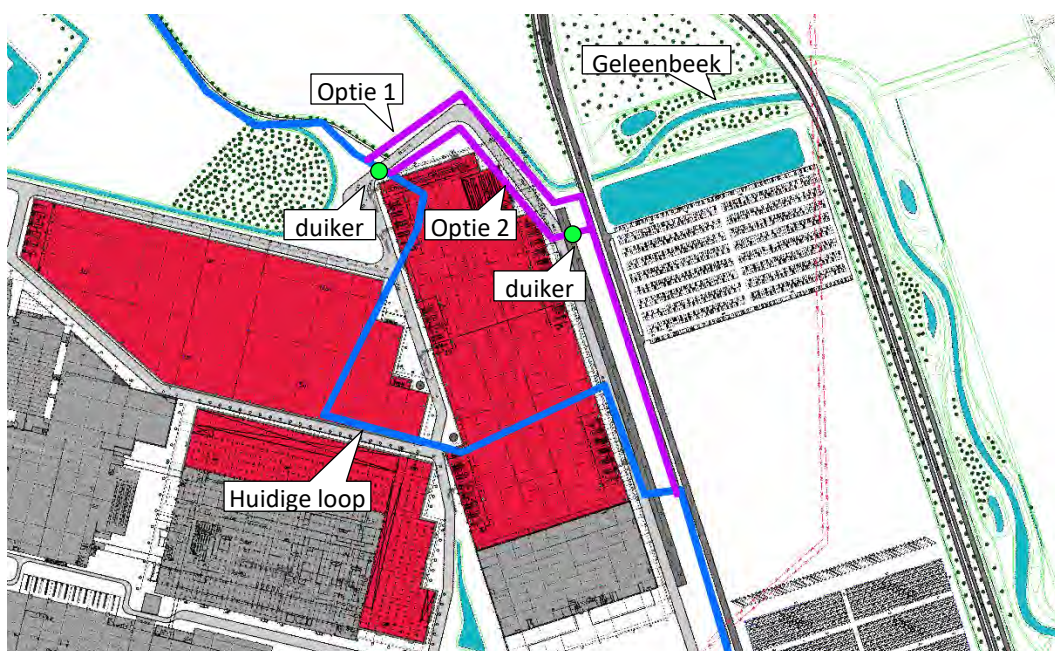 Geleenbeek
Optie 1
duiker
Optie 2
duiker
Huidige loop